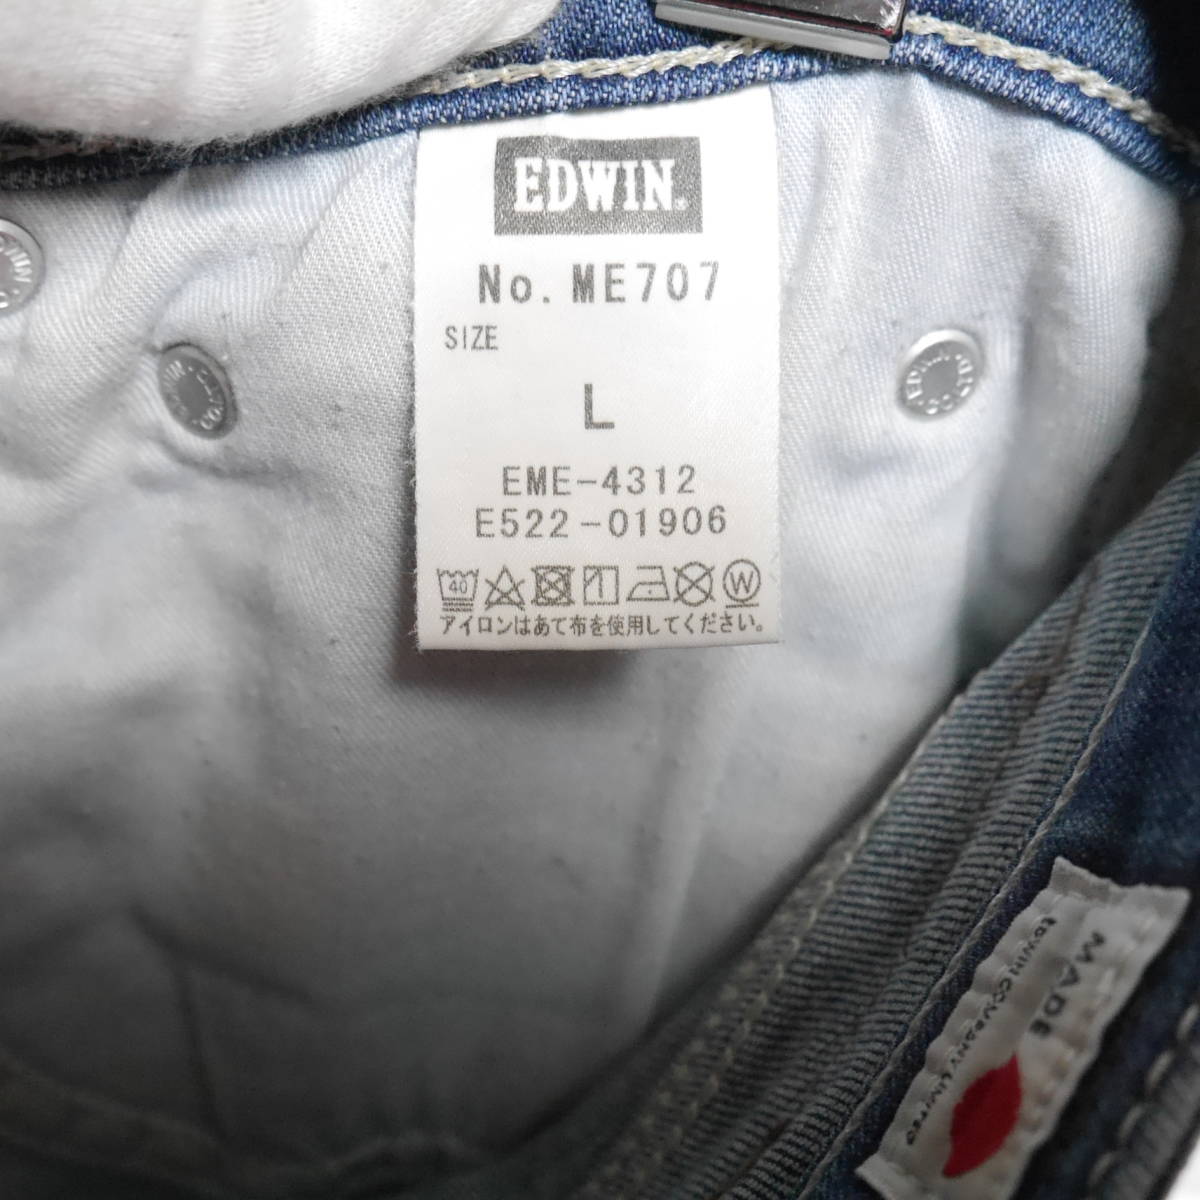 EDWIN.
No. ME707
SIZE
L
EME-4312
E522-01906
40
W
アイロンはあて布を使用してください。
MADE
EDWIN COMPANY LIMITED
EDWIN